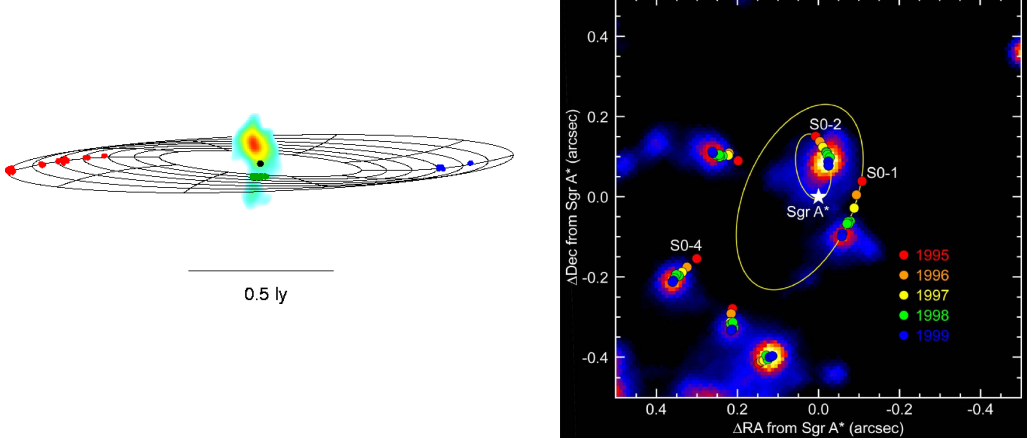 0.5 ly
ΔDec from Sgr A* (arcsec)
0.4
0.2
0.0
-0.2
-0.4
S0-2
S0-1
Sgr A*
S0-4
1995
1996
1997
1998
1999
0.4
0.2
0.0
-0.2
-0.4
ΔRA from Sgr A* (arcsec)